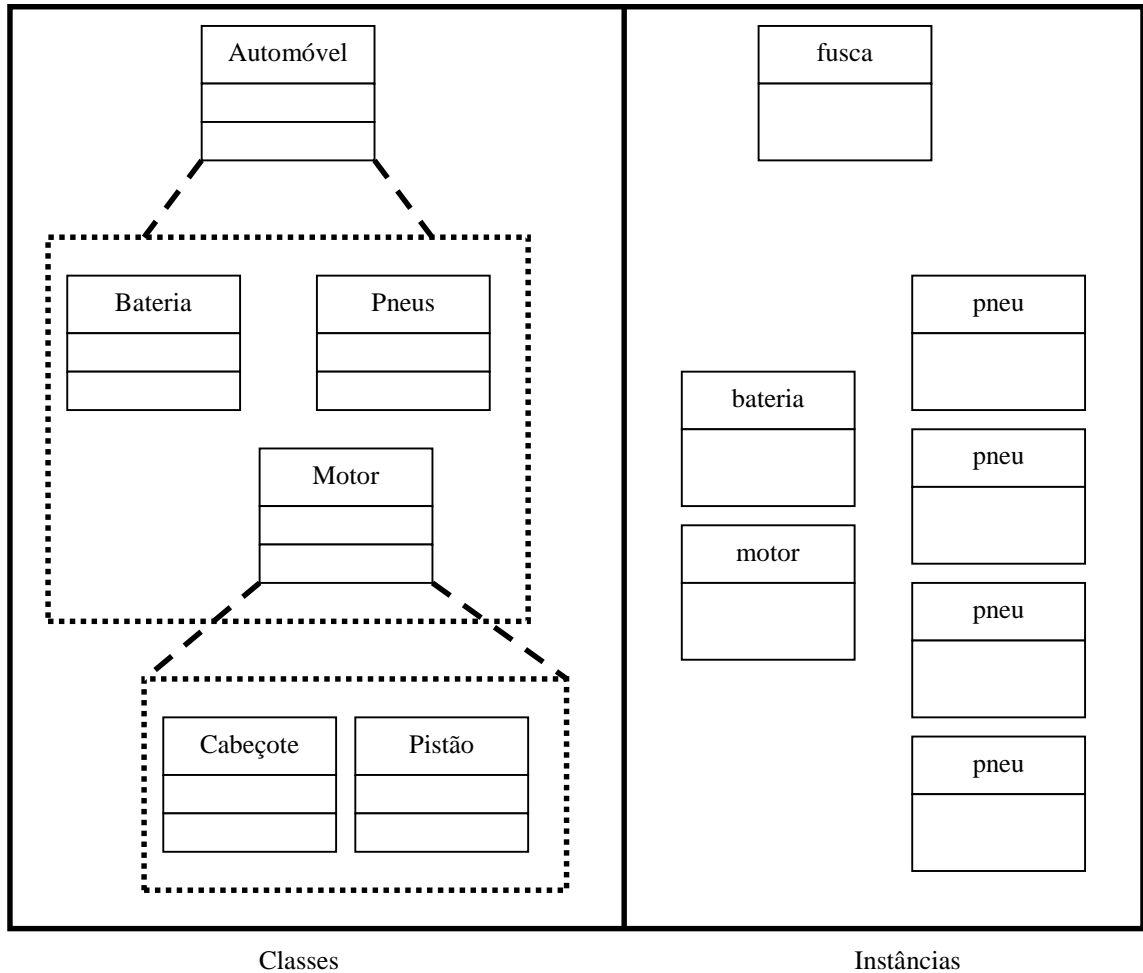 Automóvel
Bateria
Pneus
Motor
Cabeçote
Pistão
fusca
pneu
bateria
pneu
motor
pneu
pneu
Classes
Instâncias